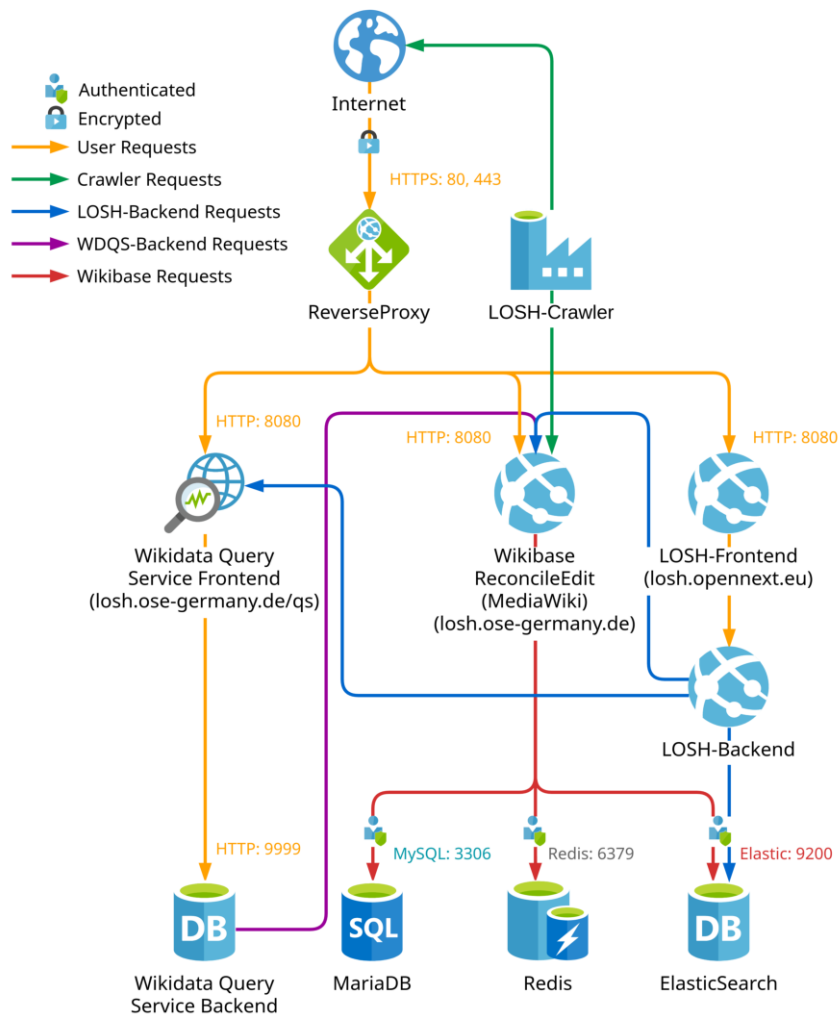 Internet
Authenticated
Encrypted
User Requests
Crawler Requests
LOSH-Backend Requests
WDQS-Backend Requests
Wikibase Requests
HTTPS: 80, 443
ReverseProxy
LOSH-Crawler
HTTP: 8080
HTTP: 8080
HTTP: 8080
Wikidata Query
Service Frontend
(losh.ose-germany.de/qs)
Wikibase
ReconcileEdit
(MediaWiki)
(losh.ose-germany.de)
LOSH-Frontend
(losh.opennext.eu)
LOSH-Backend
HTTP: 9999
MySQL: 3306
Redis: 6379
Elastic: 9200
DB
SQL
DB
Wikidata Query
Service Backend
MariaDB
Redis
ElasticSearch